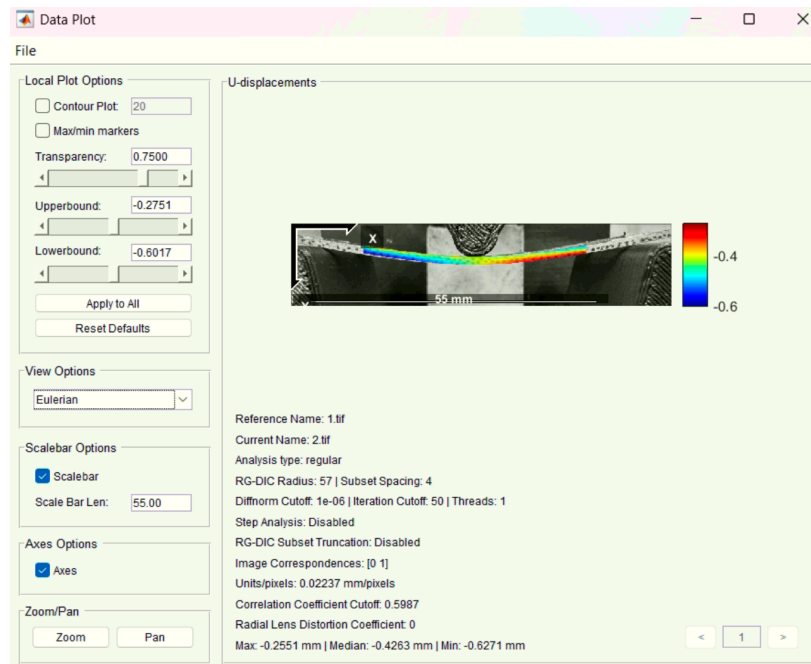 Data Plot
File
Local Plot Options
Contour Plot: 20
Max/min markers
Transparency: 0.7500
Upperbound: -0.2751
Lowerbound: -0.6017
Apply to All
Reset Defaults
View Options
Eulerian
Scalebar Options
Scalebar
Scale Bar Len: 55.00
Axes Options
Axes
Zoom/Pan
Zoom Pan
U-displacements
X
55 mm
-0.4
-0.6
Reference Name: 1.tif
Current Name: 2.tif
Analysis type: regular
RG-DIC Radius: 57 | Subset Spacing: 4
Diffnorm Cutoff: 1e-06 | Iteration Cutoff: 50 | Threads: 1
Step Analysis: Disabled
RG-DIC Subset Truncation: Disabled
Image Correspondences: [0 1]
Units/pixels: 0.02237 mm/pixels
Correlation Coefficient Cutoff: 0.5987
Radial Lens Distortion Coefficient: 0
Max: -0.2551 mm | Median: -0.4263 mm | Min: -0.6271 mm
< 1 >